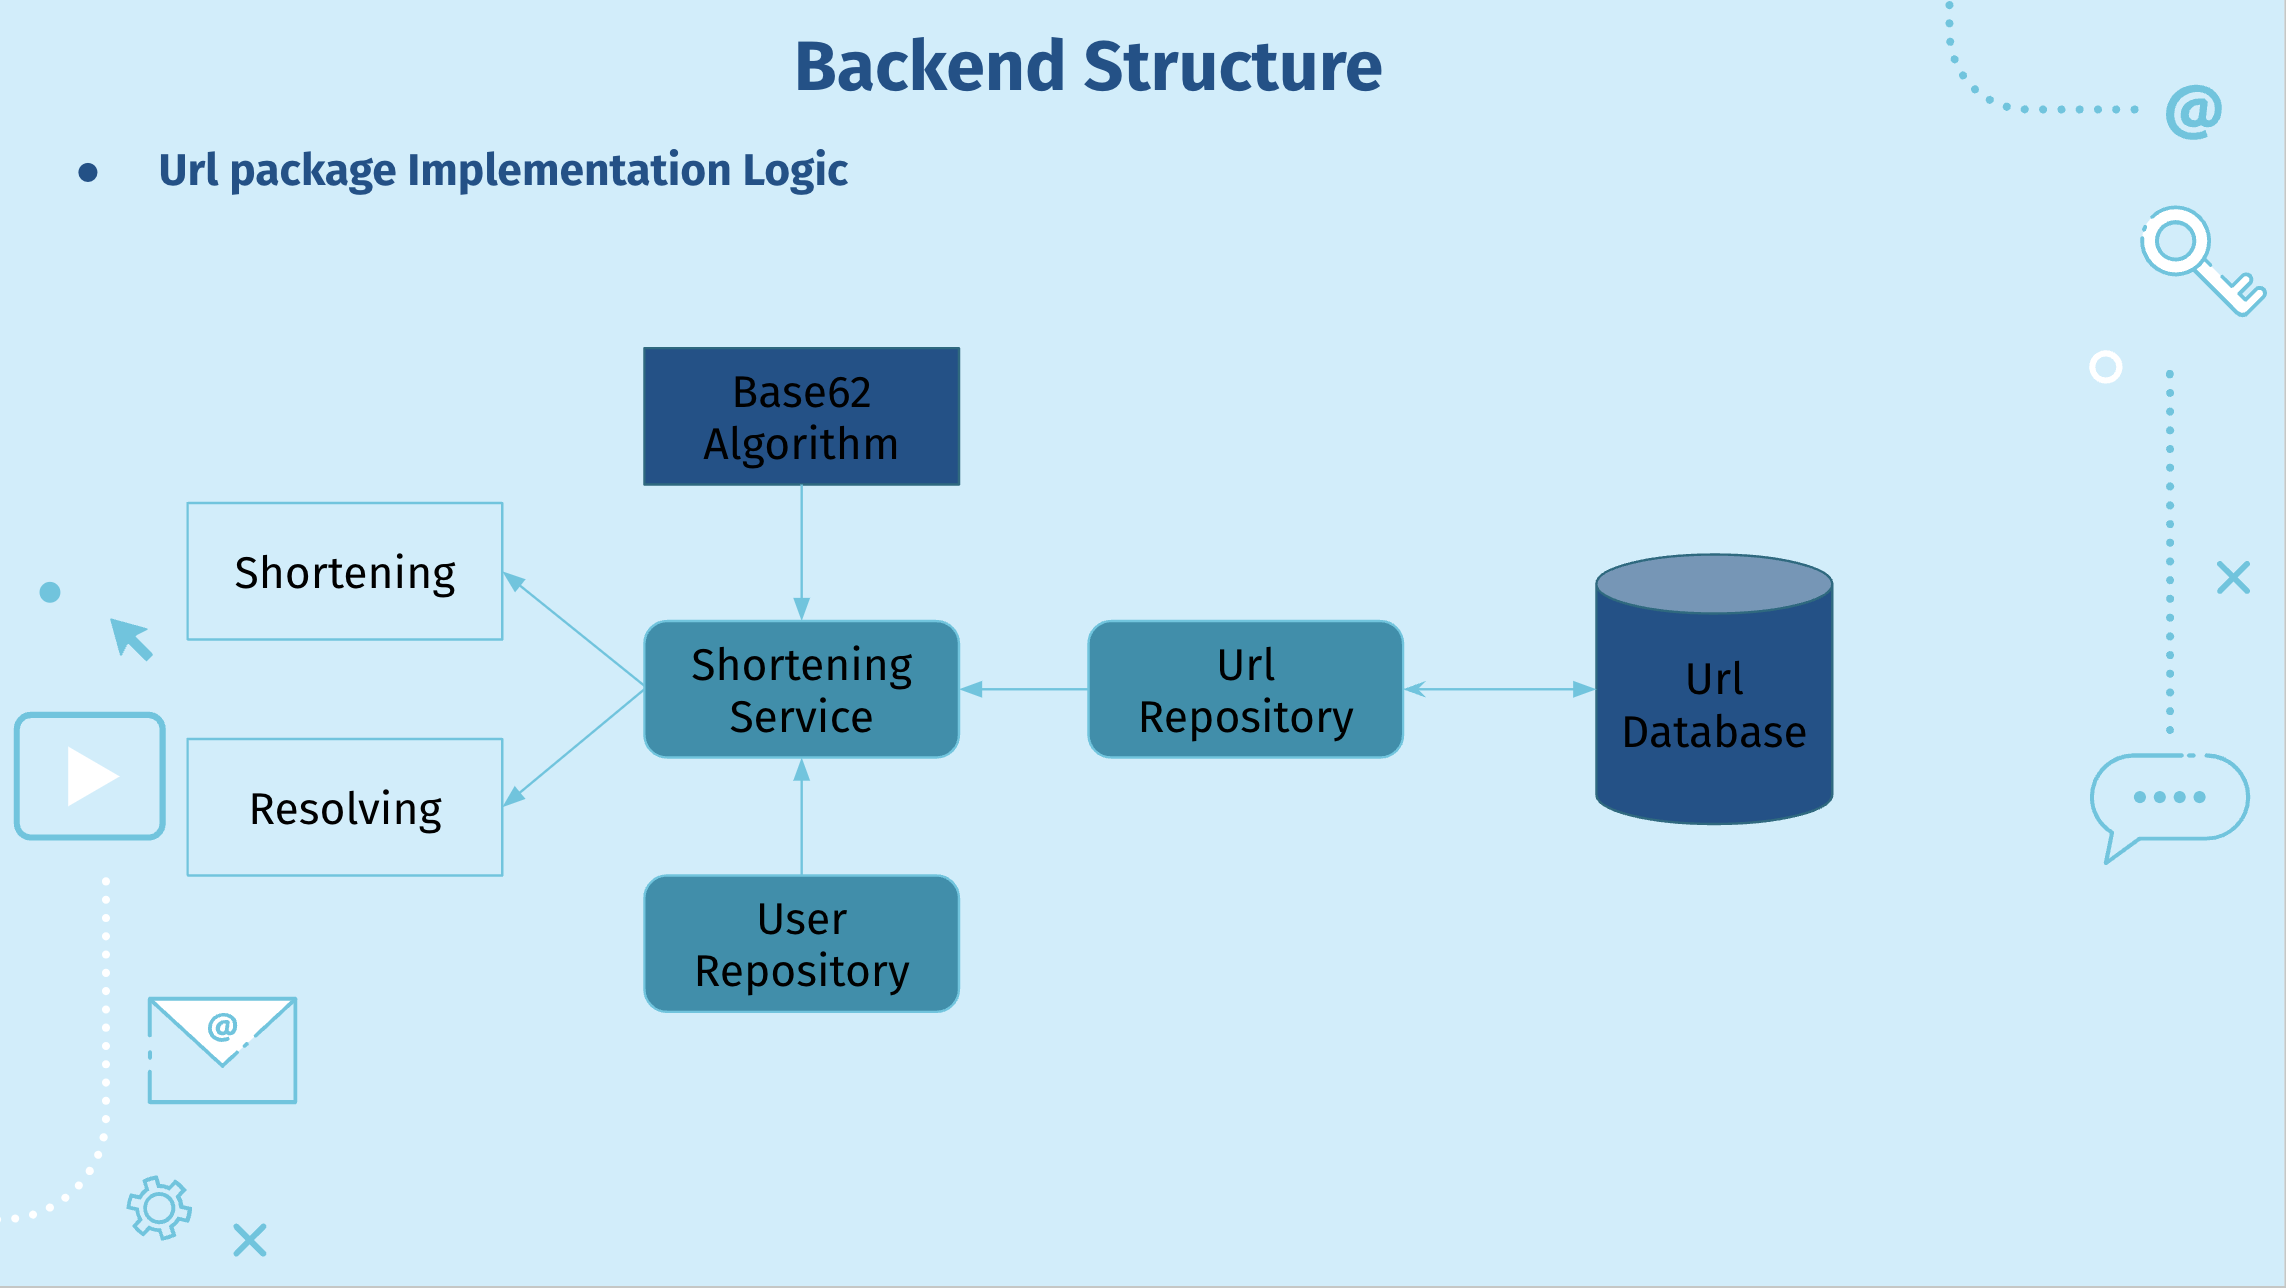 Backend Structure
@
● Url package Implementation Logic
Base62
Algorithm
Shortening
Shortening
Service
Url
Repository
Url
Database
Resolving
User
Repository
@